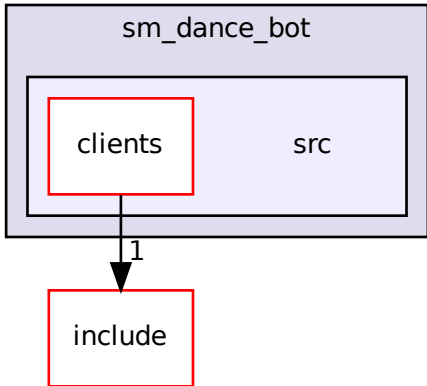 sm_dance_bot
clients
src
1
include